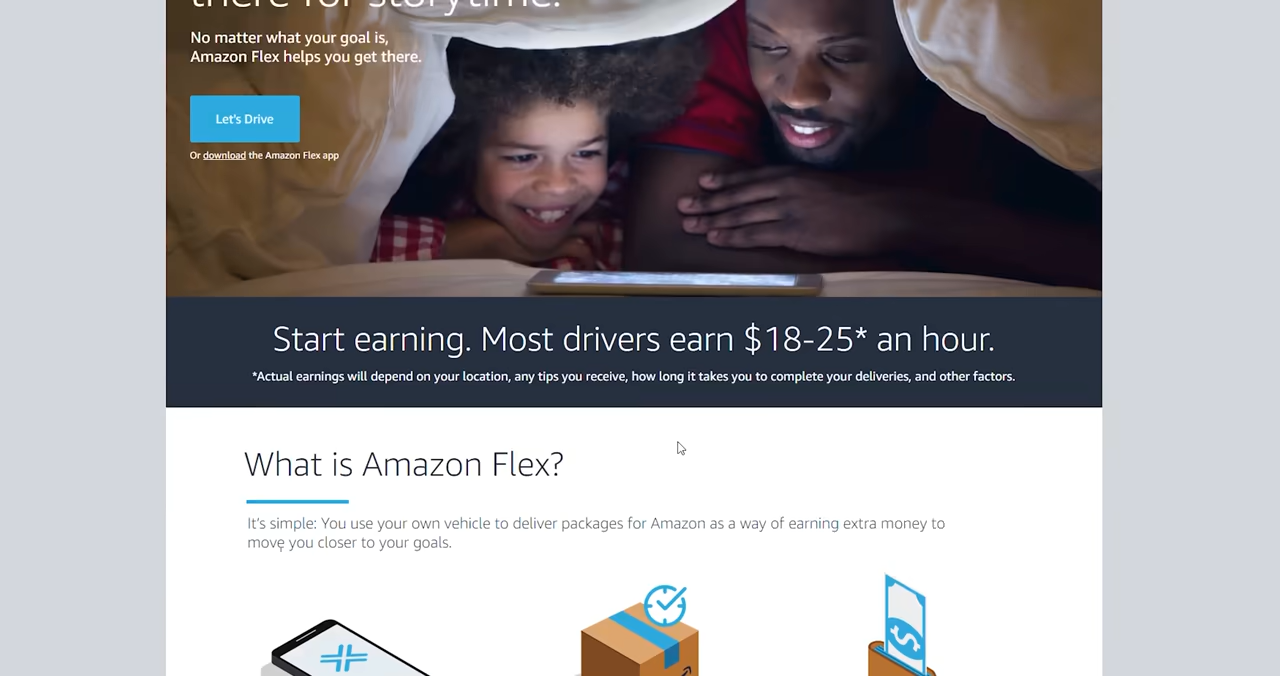 there for storytime.
No matter what your goal is,
Amazon Flex helps you get there.
Let's Drive
Or download the Amazon Flex app
Start earning. Most drivers earn $18-25* an hour.
*Actual earnings will depend on your location, any tips you receive, how long it takes you to complete your deliveries, and other factors.
What is Amazon Flex?
It's simple: You use your own vehicle to deliver packages for Amazon as a way of earning extra money to
move you closer to your goals.